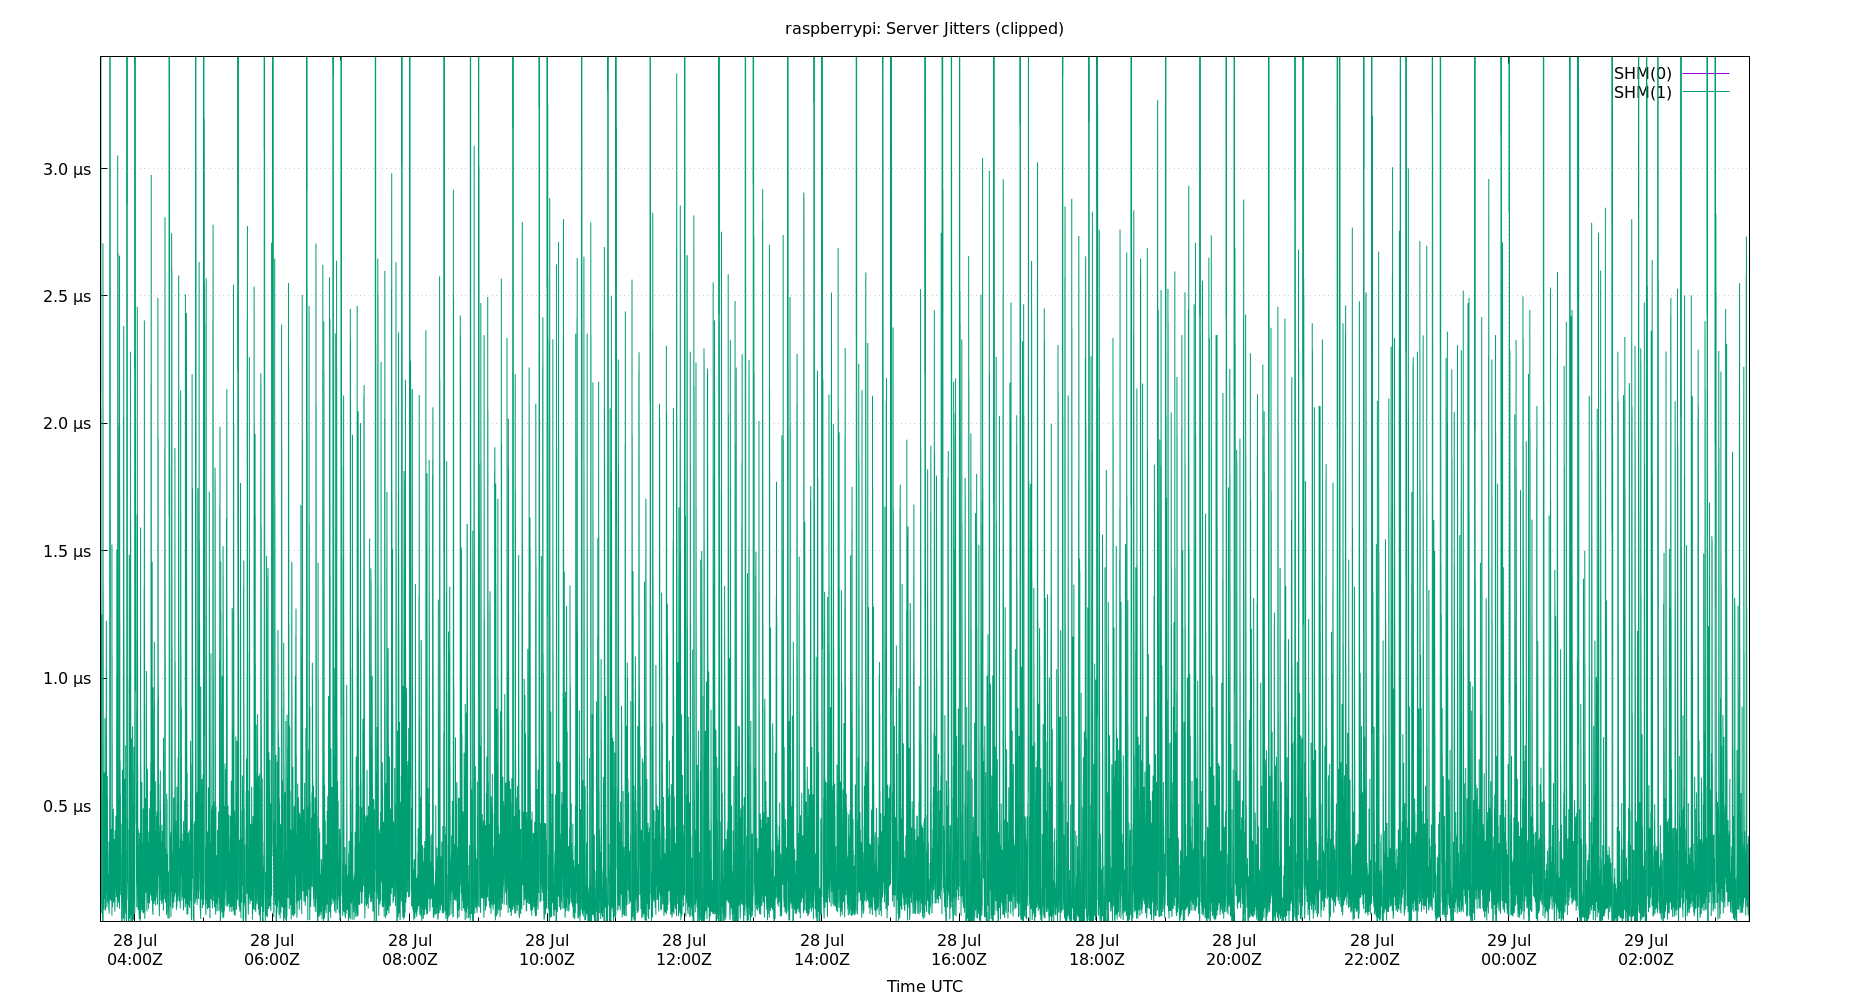 raspberrypi: Server Jitters (clipped)
SHM(0)
SHM(1)
3.0 µs
2.5 µs
2.0 µs
1.5 µs
1.0 µs
0.5 µs
28 Jul 28 Jul 28 Jul 28 Jul 28 Jul 28 Jul 28 Jul 28 Jul 28 Jul 28 Jul 29 Jul 29 Jul
04:00Z 06:00Z 08:00Z 10:00Z 12:00Z 14:00Z 16:00Z 18:00Z 20:00Z 22:00Z 00:00Z 02:00Z
Time UTC